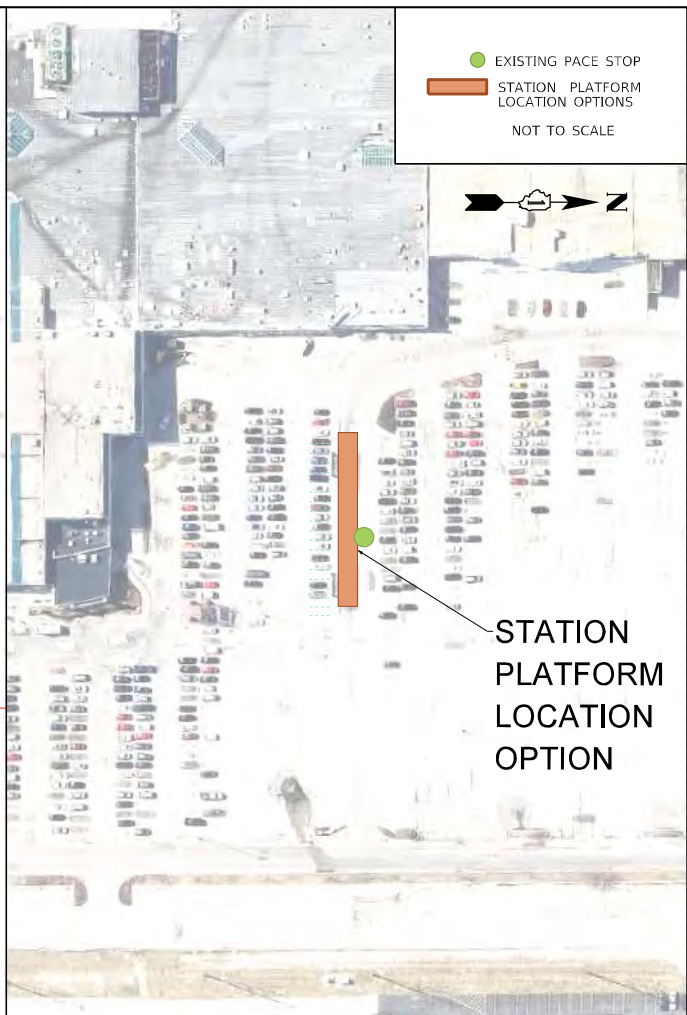 EXISTING PACE STOP
STATION PLATFORM
LOCATION OPTIONS
NOT TO SCALE
N
STATION
PLATFORM
LOCATION
OPTION